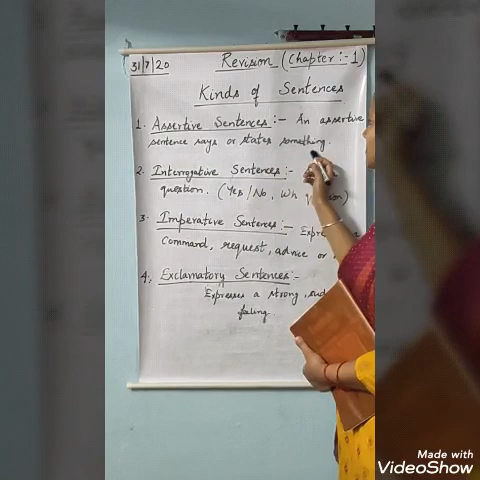 31/7/20 Revision (Chapter :- 1)
Kinds of Sentences
1. Assertive Sentences :- An assertive
sentence says or states something.
2. Interrogative Sentences :-
question. (Yes/No, Wh
3. Imperative Sentences :-
command, request, advice or
4. Exclamatory Sentences :-
Expresses a strong,
feeling
Made with
VideoShow